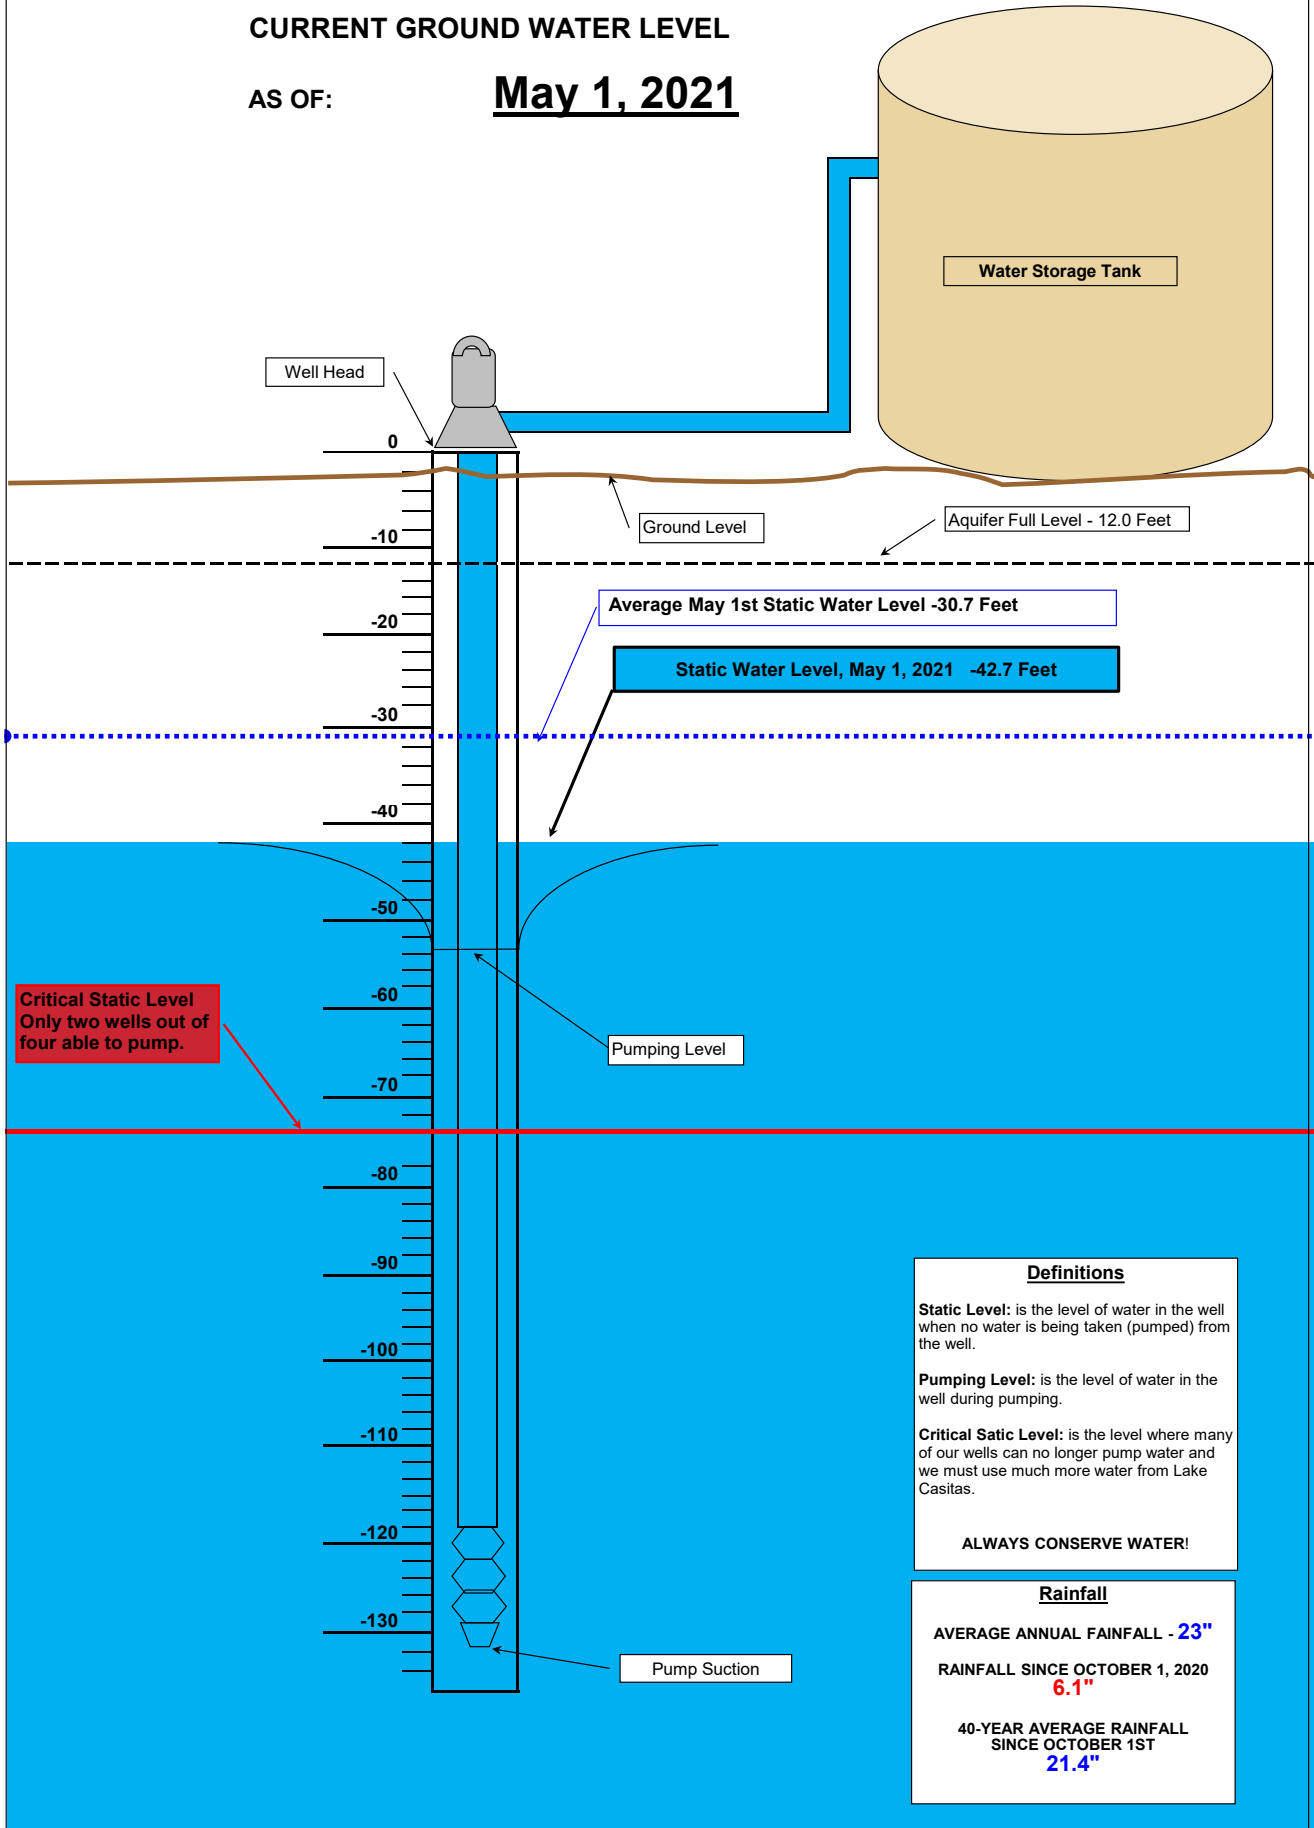 CURRENT GROUND WATER LEVEL
AS OF: May 1, 2021
Water Storage Tank
Well Head
0
Ground Level
Aquifer Full Level - 12.0 Feet
-10
Average May 1st Static Water Level -30.7 Feet
-20
Static Water Level, May 1, 2021 -42.7 Feet
-30
-40
-50
-60
Critical Static Level
Only two wells out of
four able to pump.
Pumping Level
-70
-80
-90
-100
-110
-120
-130
Pump Suction
Definitions
Static Level: is the level of water in the well
when no water is being taken (pumped) from
the well.
Pumping Level: is the level of water in the
well during pumping.
Critical Satic Level: is the level where many
of our wells can no longer pump water and
we must use much more water from Lake
Casitas.
ALWAYS CONSERVE WATER!
Rainfall
AVERAGE ANNUAL FAINFALL - 23"
RAINFALL SINCE OCTOBER 1, 2020
6.1"
40-YEAR AVERAGE RAINFALL
SINCE OCTOBER 1ST
21.4"